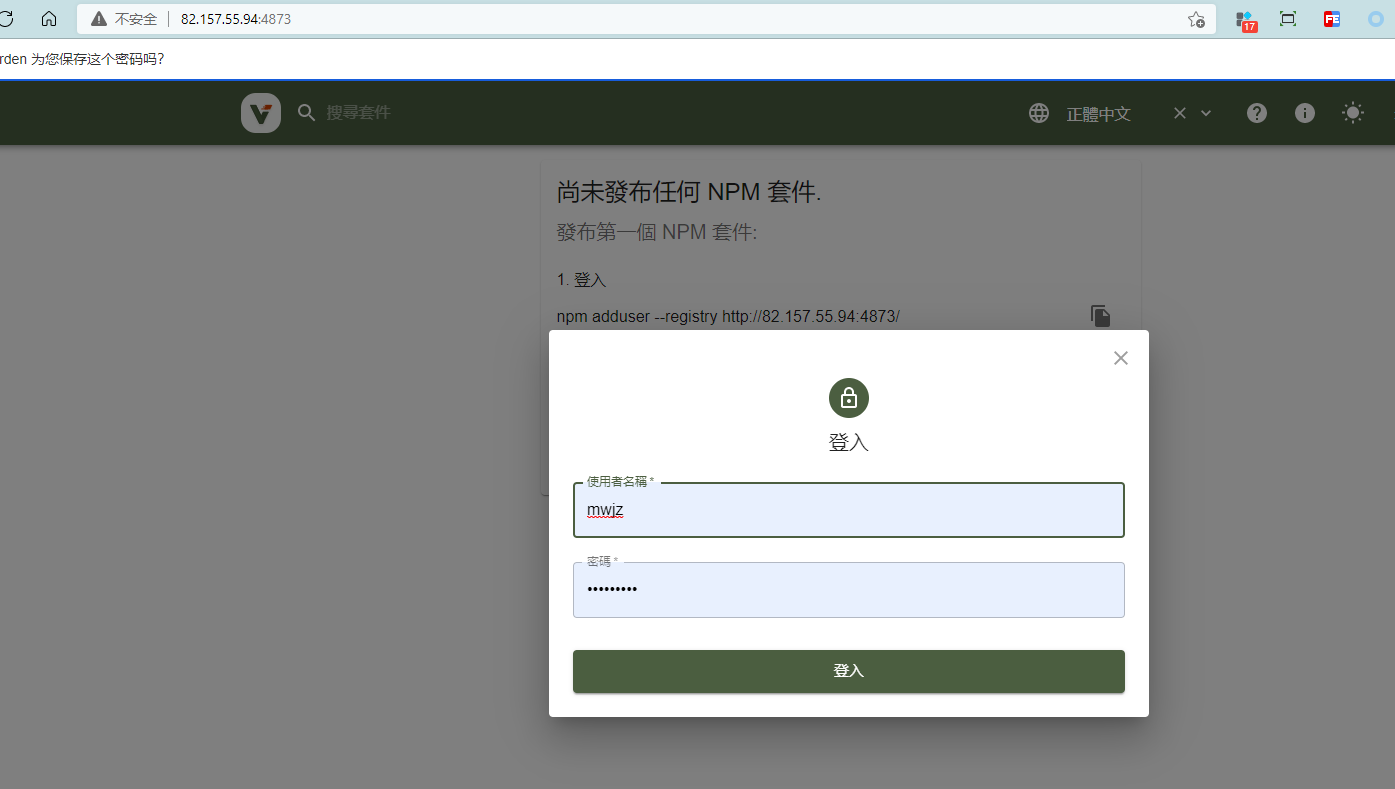 不安全 82.157.55.94:4873
17
rden 为您保存这个密码吗?
搜尋套件
正體中文
尚未發布任何 NPM 套件.
發布第一個 NPM 套件:
1. 登入
npm adduser --registry http://82.157.55.94:4873/
登入
使用者名稱 *
mwjz
密碼 *
•••••••••
登入